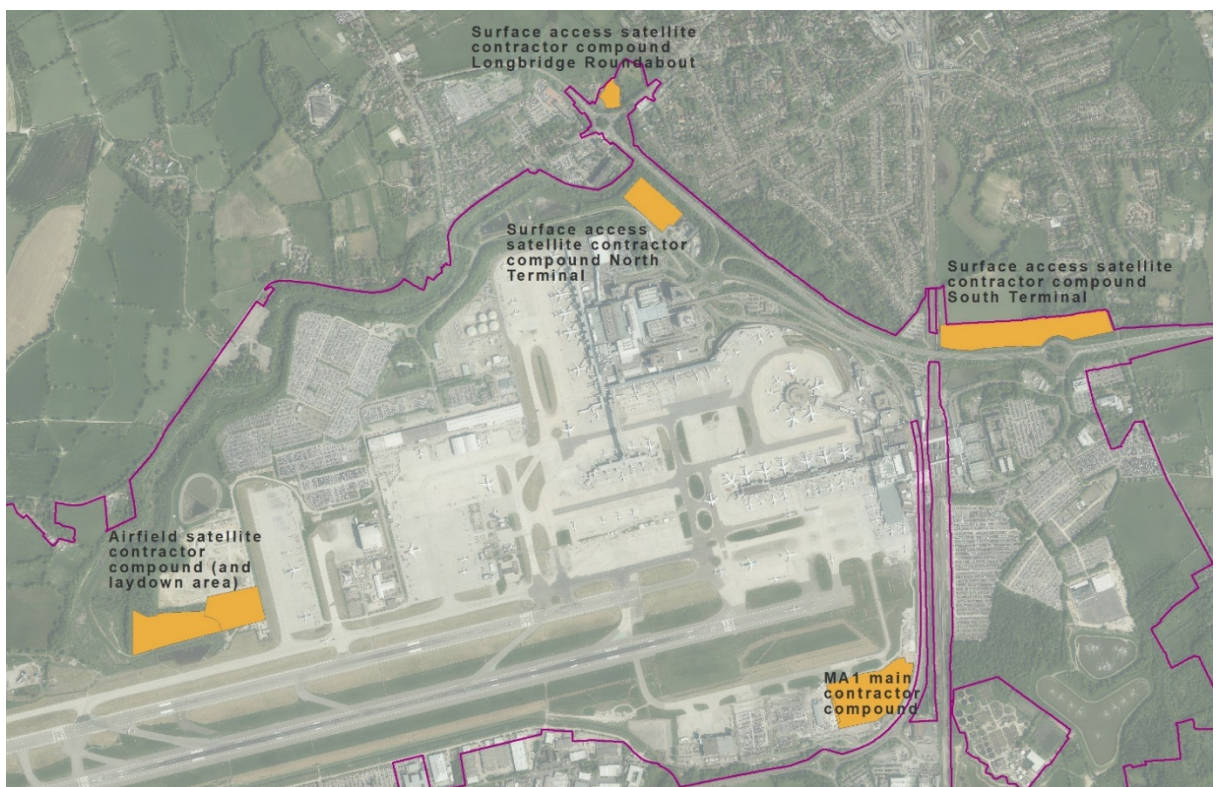 Surface access satellite
contractor compound
Longbridge Roundabout
Surface access
satellite contractor
compound North
Terminal
Surface access satellite
contractor compound
South Terminal
Airfield satellite
contractor
compound (and
laydown area)
MA1 main
contractor
compound